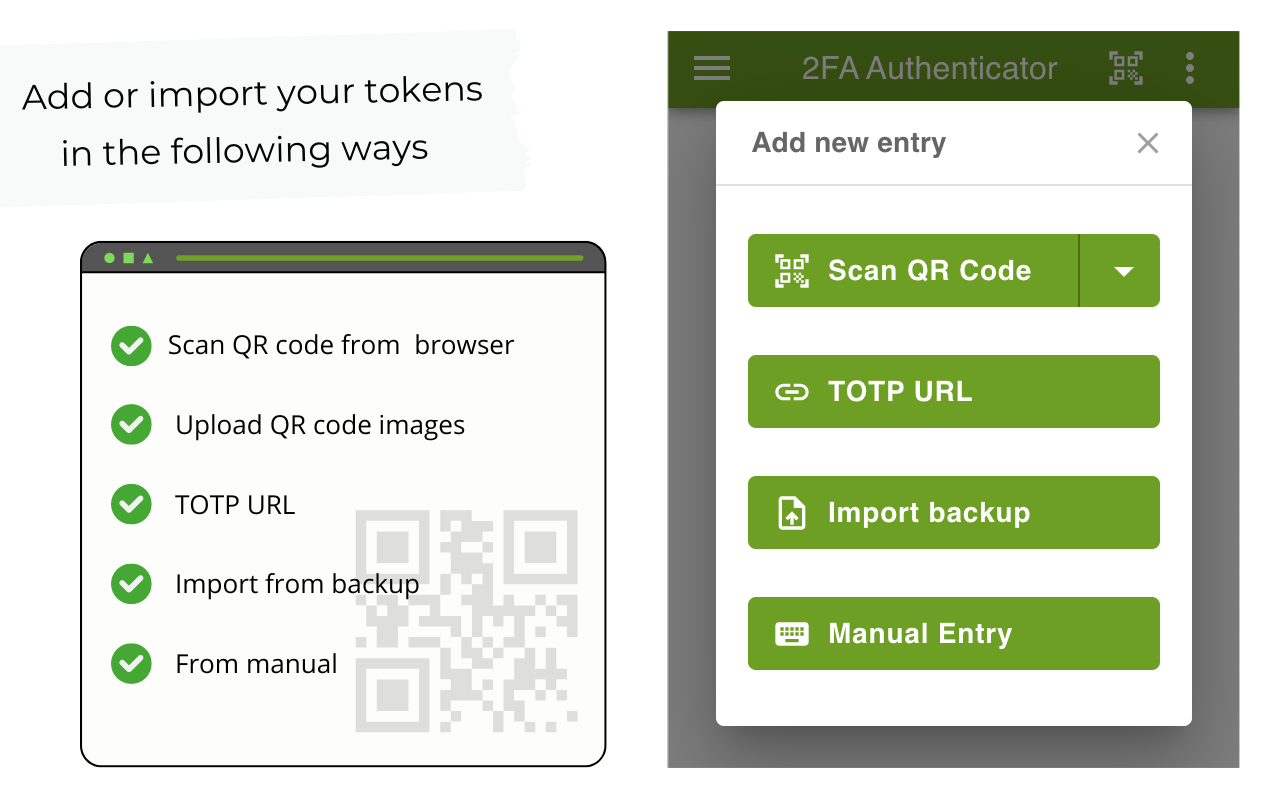 Add or import your tokens
in the following ways
Scan QR code from browser
Upload QR code images
TOTP URL
Import from backup
From manual
2FA Authenticator
Add new entry
Scan QR Code
TOTP URL
Import backup
Manual Entry